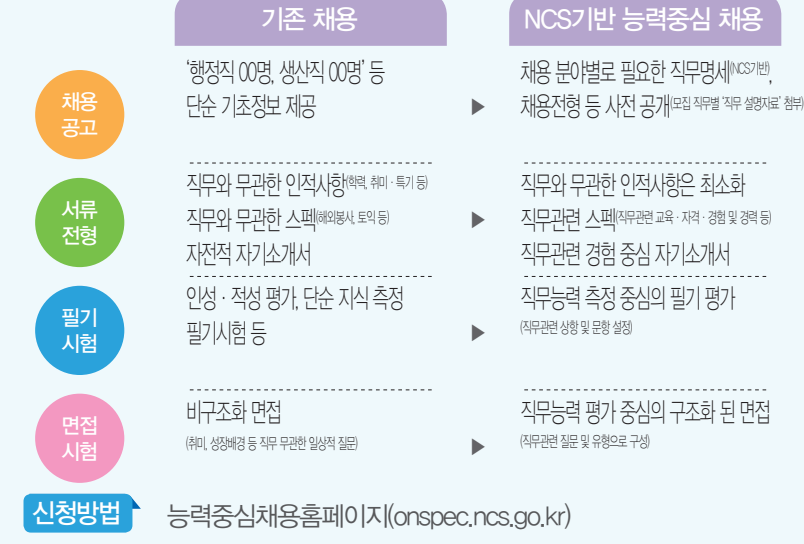 기존 채용
NCS기반 능력중심 채용
채용
공고
‘행정직 00명, 생산직 00명’ 등
단순 기초정보 제공
▶
채용 분야별로 필요한 직무명세(NCS기반),
채용전형 등 사전 공개(모집 직무별 ‘직무 설명자료’ 첨부)
서류
전형
직무와 무관한 인적사항(학력, 취미 · 특기 등)
직무와 무관한 스펙(해외봉사, 토익 등)
자전적 자기소개서
▶
직무와 무관한 인적사항은 최소화
직무관련 스펙(직무관련 교육 · 자격 · 경험 및 경력 등)
직무관련 경험 중심 자기소개서
필기
시험
인성 · 적성 평가, 단순 지식 측정
필기시험 등
▶
직무능력 측정 중심의 필기 평가
(직무관련 상항 및 문항 설정)
면접
시험
비구조화 면접
(취미, 성장배경 등 직무 무관한 일상적 질문)
▶
직무능력 평가 중심의 구조화 된 면접
(직무관련 질문 및 유형으로 구성)
신청방법
능력중심채용홈페이지(onspec.ncs.go.kr)